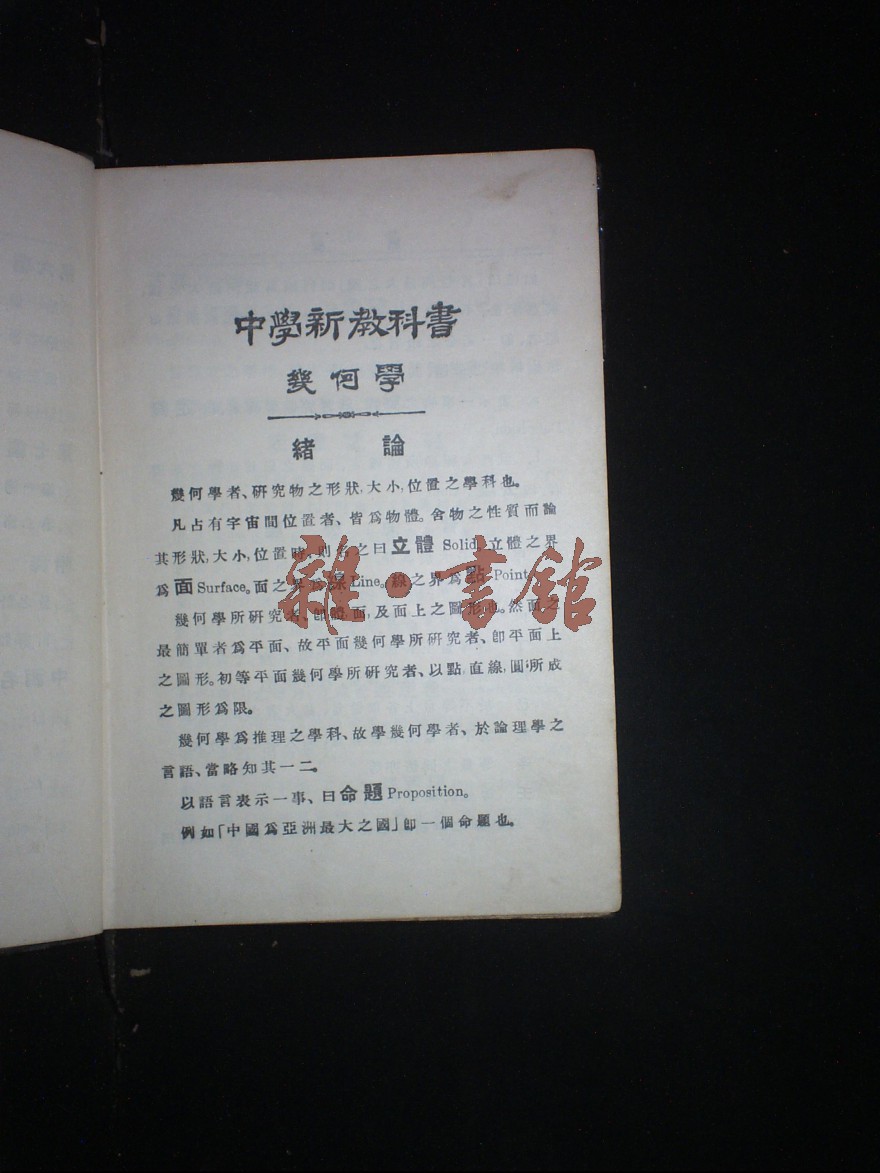 中學新教科書
幾何學
緒論
幾何學者、研究物之形狀,大小,位置之學科也。
凡占有宇宙間位置者、皆爲物體。舍物之性質而論
其形狀,大小,位置時、則名之曰立體 Solid。立體之界
爲面 Surface。面之界爲線 Line。線之界爲點 Point。
幾何學所研究者、卽體,面,及面上之圖形也。然面之
最簡單者爲平面、故平面幾何學所研究者、卽平面上
之圖形。初等平面幾何學所研究者、以點,直線,圓,所成
之圖形爲限。
幾何學爲推理之學科、故學幾何學者、於論理學之
言語、當略知其一二。
以語言表示一事、曰命題 Proposition。
例如「中國爲亞洲最大之國」卽一個命題也。
雜·書館